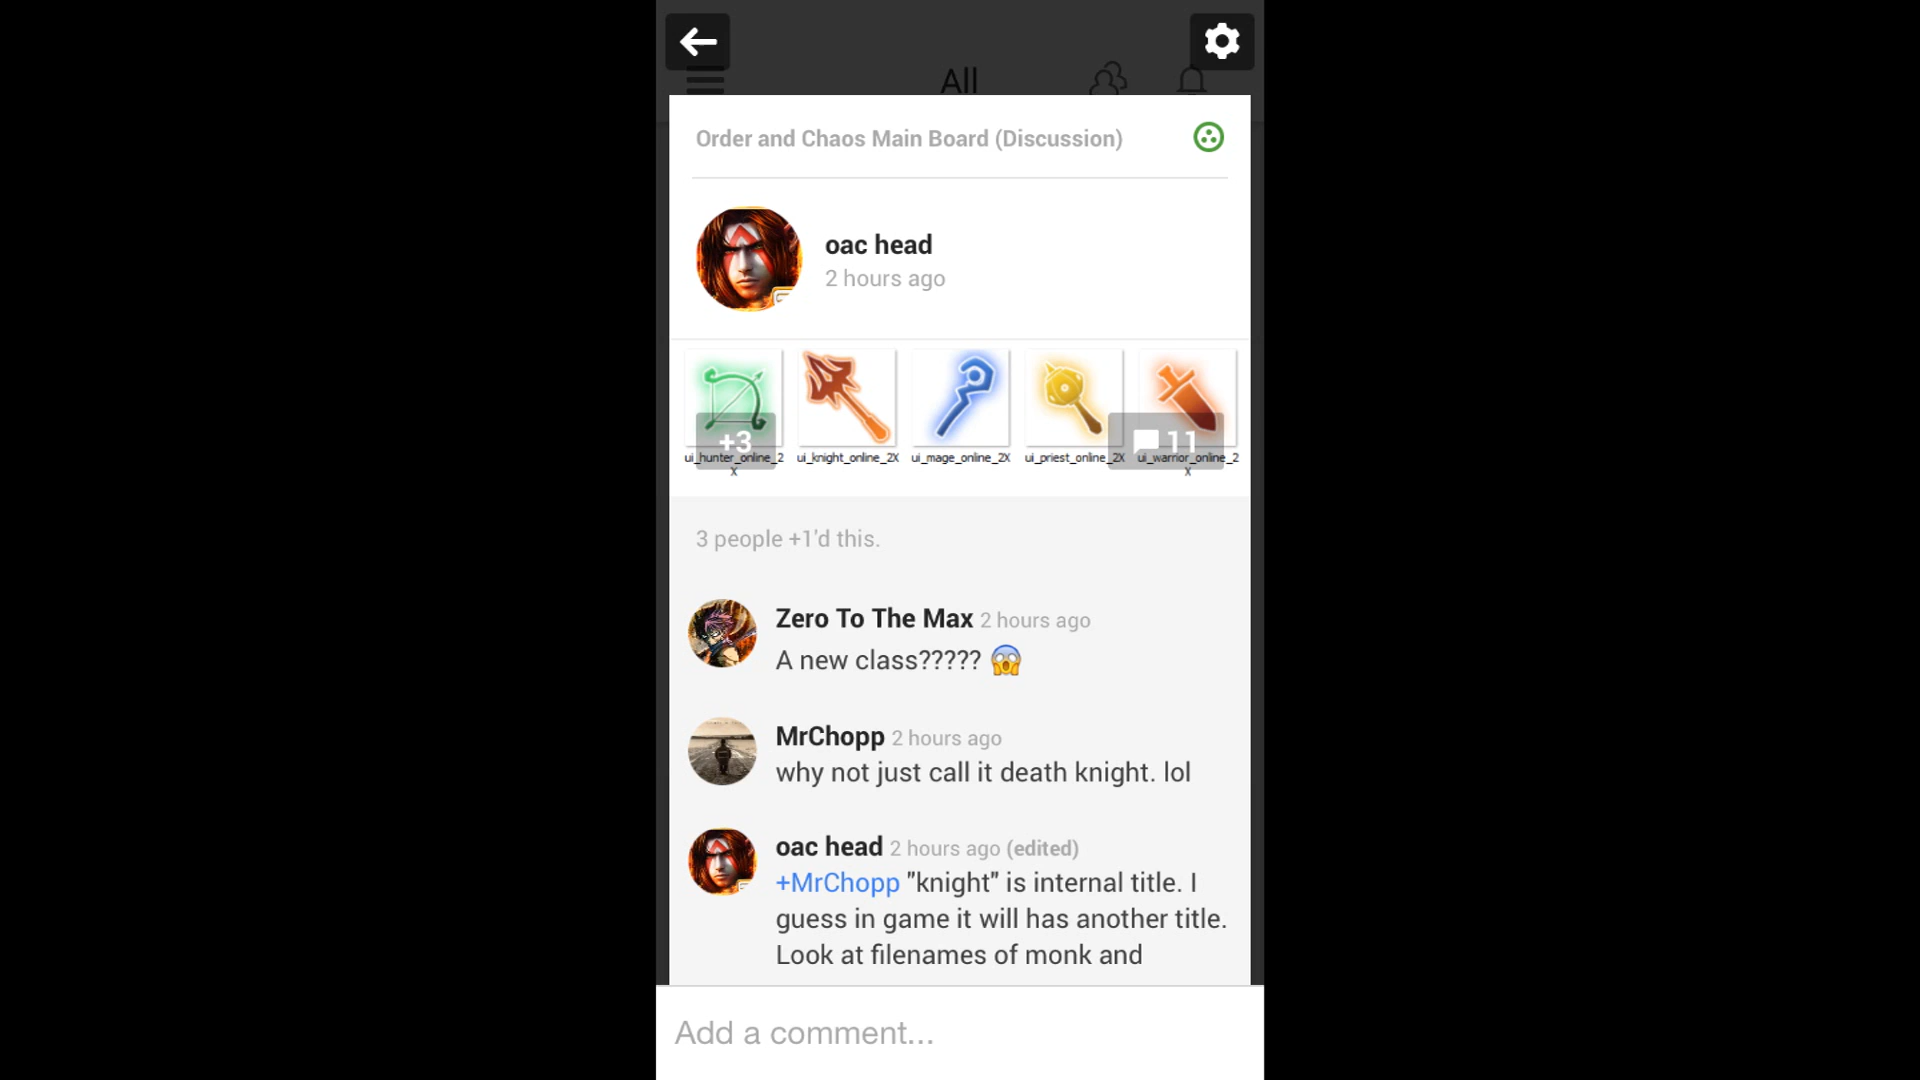 All
Order and Chaos Main Board (Discussion)
oac head
2 hours ago
+3
11
ui_hunter_online_2
X
ui_knight_online_2X
ui_mage_online_2X
ui_priest_online_2X
ui_warrior_online_2
X
3 people +1'd this.
Zero To The Max 2 hours ago
A new class????? 😱
MrChopp 2 hours ago
why not just call it death knight. lol
oac head 2 hours ago (edited)
+MrChopp "knight" is internal title. I
guess in game it will has another title.
Look at filenames of monk and
Add a comment...